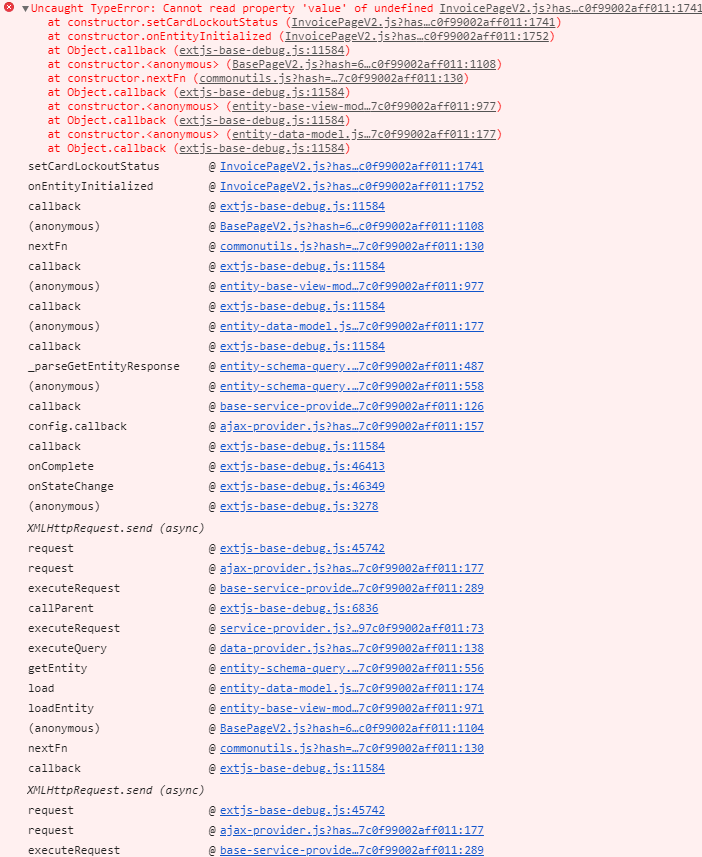 Uncaught TypeError: Cannot read property 'value' of undefined InvoicePageV2.js?has…c0f99002aff011:1741
at constructor.setCardLockoutStatus (InvoicePageV2.js?has…c0f99002aff011:1741)
at constructor.onEntityInitialized (InvoicePageV2.js?has…c0f99002aff011:1752)
at Object.callback (extjs-base-debug.js:11584)
at constructor.<anonymous> (BasePageV2.js?hash=6…c0f99002aff011:1108)
at constructor.nextFn (commonutils.js?hash=…7c0f99002aff011:130)
at Object.callback (extjs-base-debug.js:11584)
at constructor.<anonymous> (entity-base-view-mod…7c0f99002aff011:977)
at Object.callback (extjs-base-debug.js:11584)
at constructor.<anonymous> (entity-data-model.js…7c0f99002aff011:177)
at Object.callback (extjs-base-debug.js:11584)
setCardLockoutStatus @ InvoicePageV2.js?has…c0f99002aff011:1741
onEntityInitialized @ InvoicePageV2.js?has…c0f99002aff011:1752
callback @ extjs-base-debug.js:11584
(anonymous) @ BasePageV2.js?hash=6…c0f99002aff011:1108
nextFn @ commonutils.js?hash=…7c0f99002aff011:130
callback @ extjs-base-debug.js:11584
(anonymous) @ entity-base-view-mod…7c0f99002aff011:977
callback @ extjs-base-debug.js:11584
(anonymous) @ entity-data-model.js…7c0f99002aff011:177
callback @ extjs-base-debug.js:11584
_parseGetEntityResponse @ entity-schema-query.…7c0f99002aff011:487
(anonymous) @ entity-schema-query.…7c0f99002aff011:558
callback @ base-service-provide…7c0f99002aff011:126
config.callback @ ajax-provider.js?has…7c0f99002aff011:157
callback @ extjs-base-debug.js:11584
onComplete @ extjs-base-debug.js:46413
onStateChange @ extjs-base-debug.js:46349
(anonymous) @ extjs-base-debug.js:3278
XMLHttpRequest.send (async)
request @ extjs-base-debug.js:45742
request @ ajax-provider.js?has…7c0f99002aff011:177
executeRequest @ base-service-provide…7c0f99002aff011:289
callParent @ extjs-base-debug.js:6836
executeRequest @ service-provider.js?…97c0f99002aff011:73
executeQuery @ data-provider.js?has…7c0f99002aff011:138
getEntity @ entity-schema-query.…7c0f99002aff011:556
load @ entity-data-model.js…7c0f99002aff011:174
loadEntity @ entity-base-view-mod…7c0f99002aff011:971
(anonymous) @ BasePageV2.js?hash=6…c0f99002aff011:1104
nextFn @ commonutils.js?hash=…7c0f99002aff011:130
callback @ extjs-base-debug.js:11584
XMLHttpRequest.send (async)
request @ extjs-base-debug.js:45742
request @ ajax-provider.js?has…7c0f99002aff011:177
executeRequest @ base-service-provide…7c0f99002aff011:289